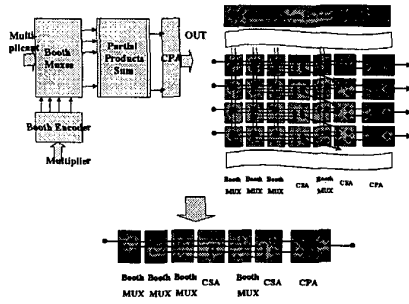 Multi
plicant
Booth
Muxes
Partial
Products
Sum
CPA
OUT
Booth Encoder
Multiplier
Booth Booth Booth CSA Booth CSA CPA
MUX MUX MUX MUX
Booth Booth Booth CSA Booth CSA CPA
MUX MUX MUX MUX